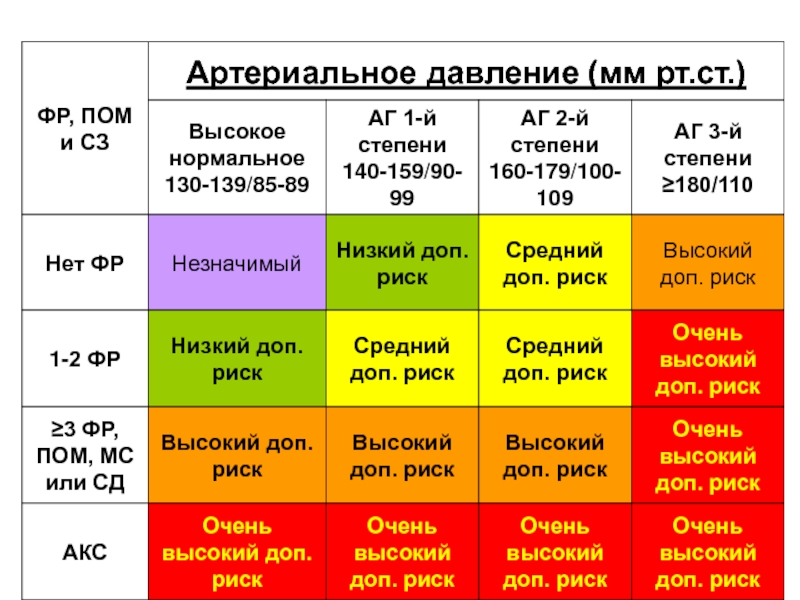 Артериальное давление (мм рт.ст.)
ФР, ПОМ
и СЗ
Высокое
нормальное
130-139/85-89
АГ 1-й
степени
140-159/90-
99
АГ 2-й
степени
160-179/100-
109
АГ 3-й
степени
≥180/110
Нет ФР
Незначимый
Низкий доп.
риск
Средний
доп. риск
Высокий
доп. риск
1-2 ФР
Низкий доп.
риск
Средний
доп. риск
Средний
доп. риск
Очень
высокий
доп. риск
≥3 ФР,
ПОМ, МС
или СД
Высокий доп.
риск
Высокий
доп. риск
Высокий
доп. риск
Очень
высокий
доп. риск
АКС
Очень
высокий доп.
риск
Очень
высокий
доп. риск
Очень
высокий
доп. риск
Очень
высокий
доп. риск